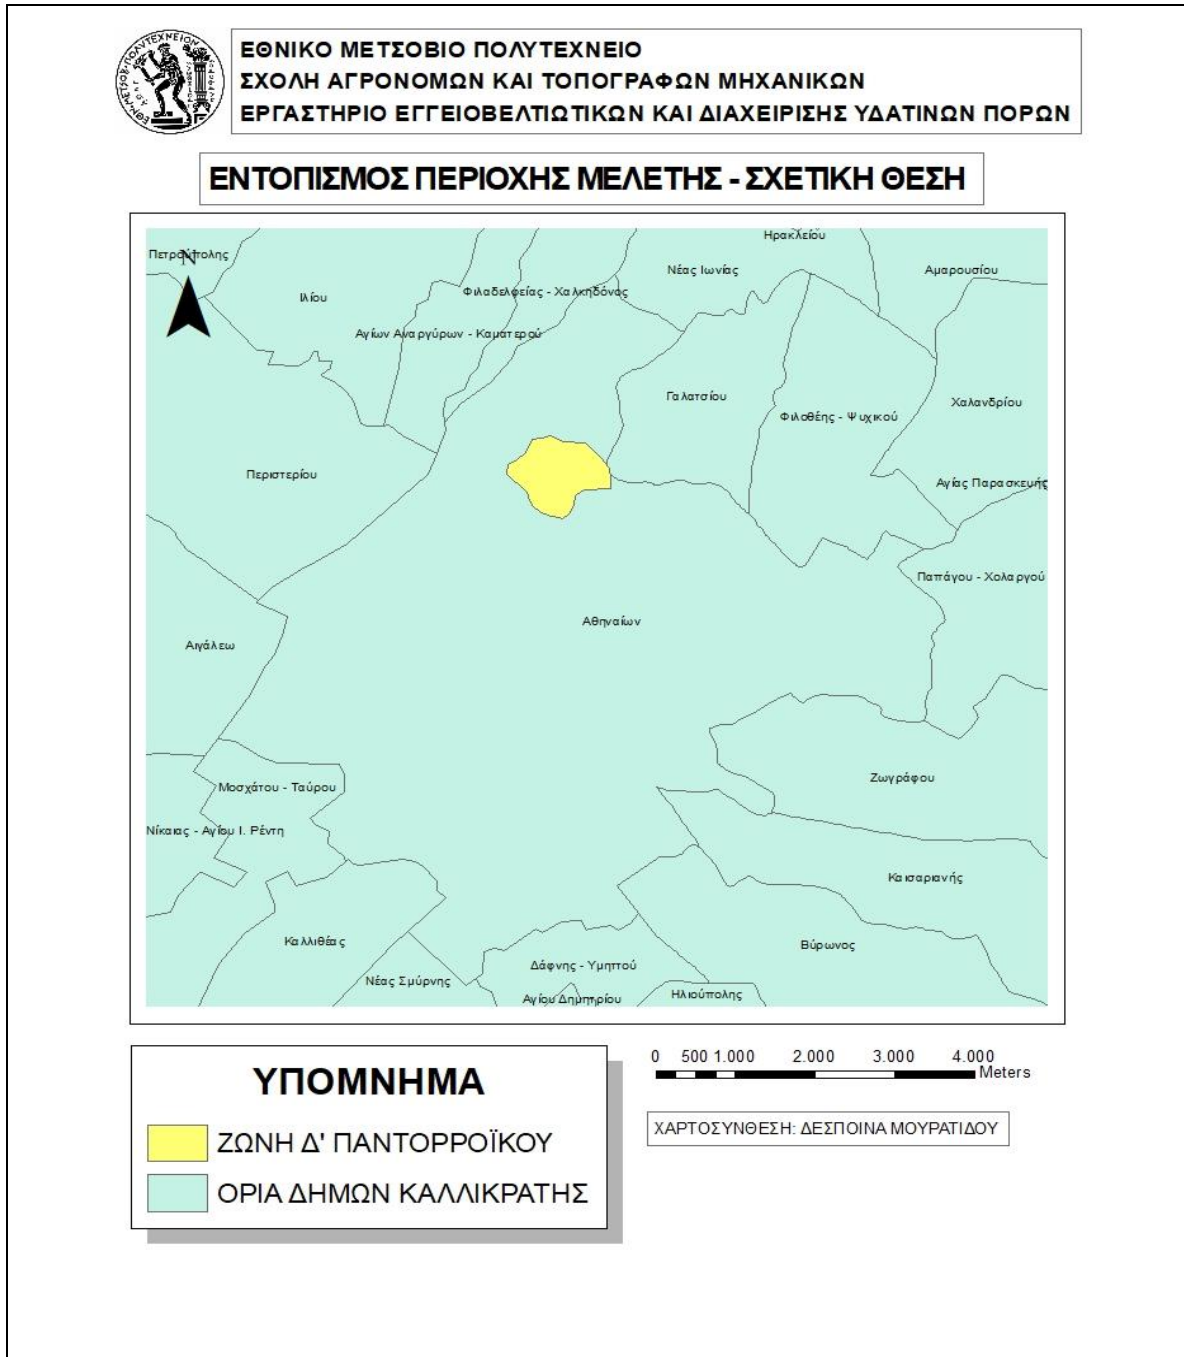 ΕΘΝΙΚΟ ΜΕΤΣΟΒΙΟ ΠΟΛΥΤΕΧΝΕΙΟ
ΣΧΟΛΗ ΑΓΡΟΝΟΜΩΝ ΚΑΙ ΤΟΠΟΓΡΑΦΩΝ ΜΗΧΑΝΙΚΩΝ
ΕΡΓΑΣΤΗΡΙΟ ΕΓΓΕΙΟΒΕΛΤΙΩΤΙΚΩΝ ΚΑΙ ΔΙΑΧΕΙΡΙΣΗΣ ΥΔΑΤΙΝΩΝ ΠΟΡΩΝ
ΕΝΤΟΠΙΣΜΟΣ ΠΕΡΙΟΧΗΣ ΜΕΛΕΤΗΣ - ΣΧΕΤΙΚΗ ΘΕΣΗ
Ηρακλείου
Πετρούπολης
N
Νέας Ιωνίας
Αμαρουσίου
Ιλίου
Φιλαδελφείας - Χαλκηδόνος
Αγίων Αναργύρων - Καματερού
Γαλατσίου
Χαλανδρίου
Φιλοθέης - Ψυχικού
Περιστερίου
Αγίας Παρασκευής
Παπάγου - Χολαργού
Αθηναίων
Αιγάλεω
Ζωγράφου
Μοσχάτου - Ταύρου
Νίκαιας - Αγίου Ι. Ρέντη
Καισαριανής
Καλλιθέας
Βύρωνος
Δάφνης - Υμηττού
Νέας Σμύρνης
Αγίου Δημητρίου
Ηλιούπολης
ΥΠΟΜΝΗΜΑ
ΖΩΝΗ Δ' ΠΑΝΤΟΡΡΟΪΚΟΥ
ΟΡΙΑ ΔΗΜΩΝ ΚΑΛΛΙΚΡΑΤΗΣ
0 500 1.000 2.000 3.000 4.000
Meters
ΧΑΡΤΟΣΥΝΘΕΣΗ: ΔΕΣΠΟΙΝΑ ΜΟΥΡΑΤΙΔΟΥ